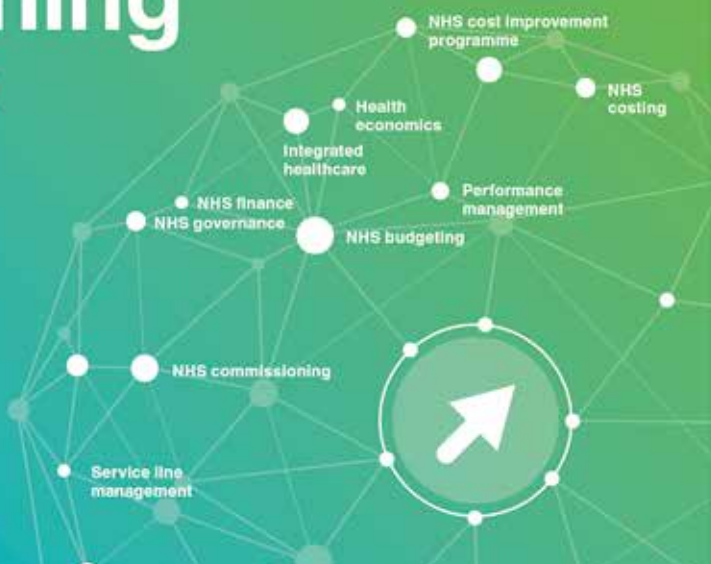 NHS cost improvement
programme
NHS
costing
Health
economics
Integrated
healthcare
Performance
management
NHS finance
NHS governance
NHS budgeting
NHS commissioning
Service line
management